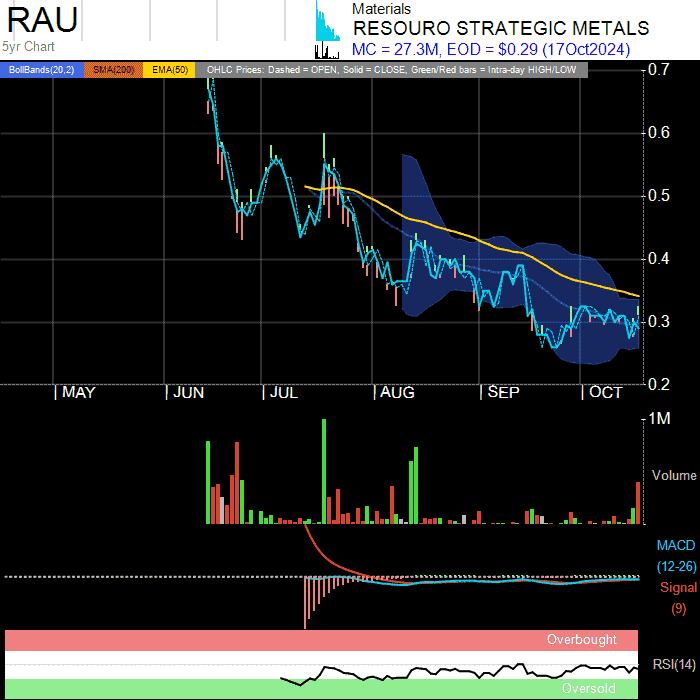 RAU
5yr Chart
Materials
RESOURO STRATEGIC METALS
MC = 27.3M, EOD = $0.29 (17Oct2024)
BollBands(20,2) SMA(200) EMA(50) OHLC Prices: Dashed = OPEN, Solid = CLOSE, Green/Red bars = Intra-day HIGH/LOW
0.7
0.6
0.5
0.4
0.3
0.2
MAY JUN JUL AUG SEP OCT
1M
Volume
MACD
(12-26)
Signal
(9)
Overbought
RSI(14)
Oversold